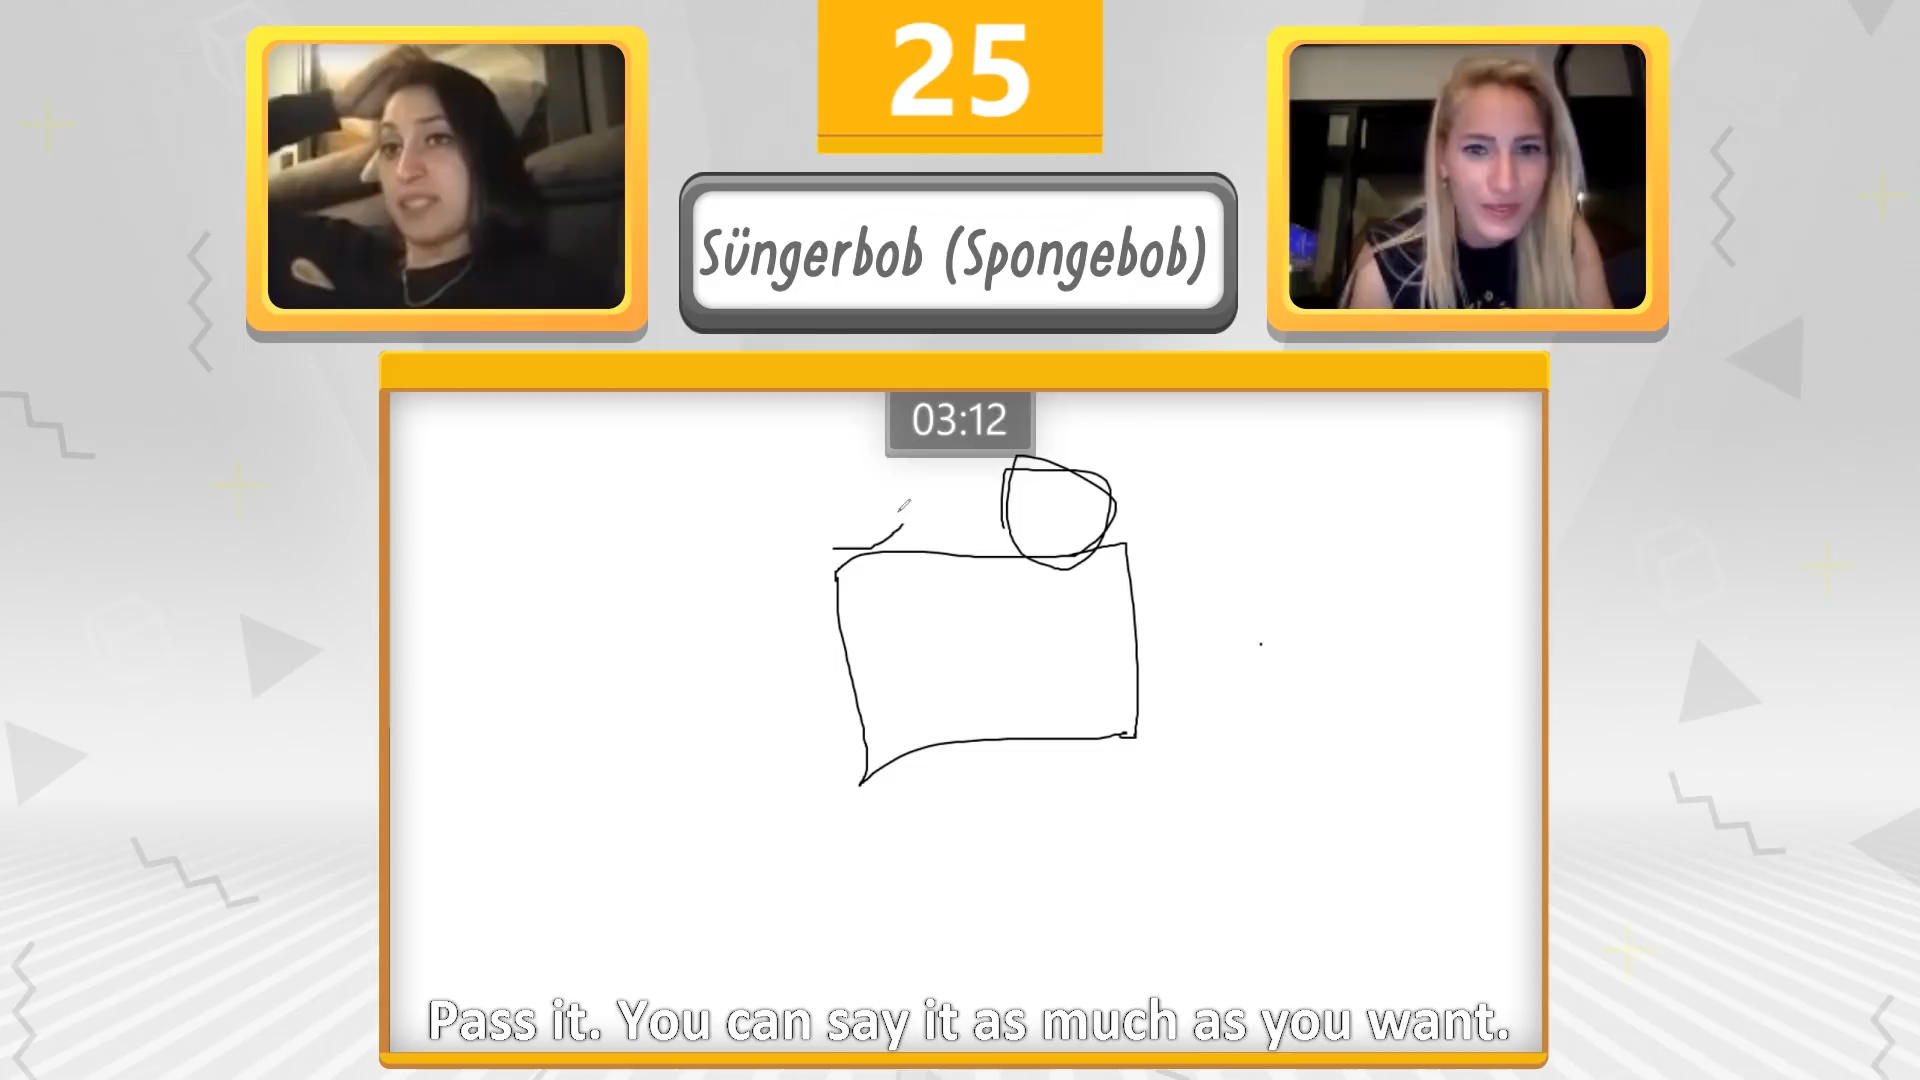 25
Süngerbob (Spongebob)
03:12
Pass it. You can say it as much as you want.